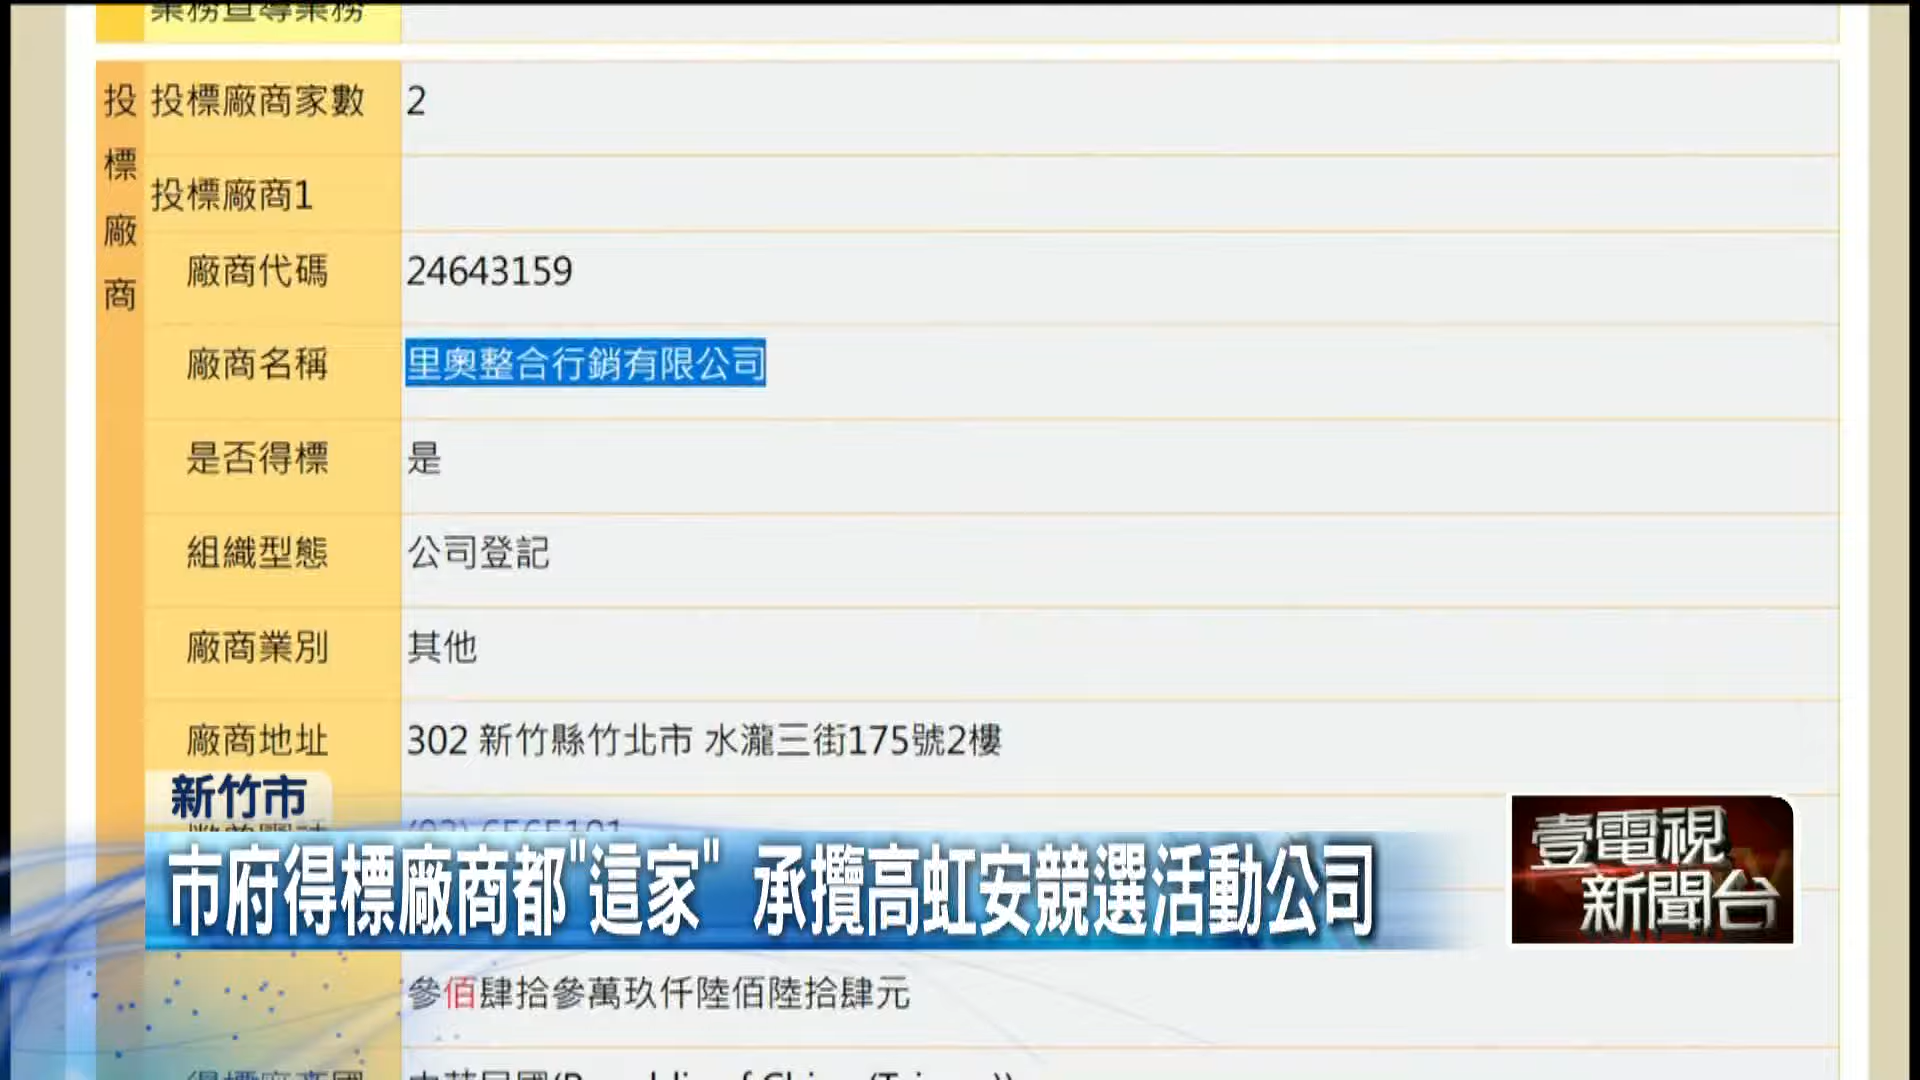 業務宣導業務
投標廠商
投標廠商家數 2
投標廠商1
廠商代碼 24643159
廠商名稱 里奧整合行銷有限公司
是否得標 是
組織型態 公司登記
廠商業別 其他
廠商地址 302 新竹縣竹北市 水瀧三街175號2樓
新竹市
市府得標廠商都"這家" 承攬高虹安競選活動公司
壹電視
新聞台
參佰肆拾參萬玖仟陸佰陸拾肆元